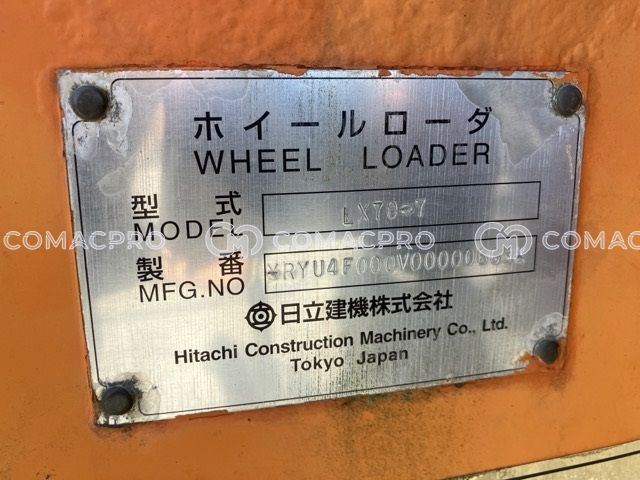 ホイールローダ
WHEEL LOADER
型式
MODEL LX70-7
製番
MFG.NO
日立建機株式会社
Hitachi Construction Machinery Co., Ltd.
Tokyo Japan
COMACPRO COMACPRO COMACPRO